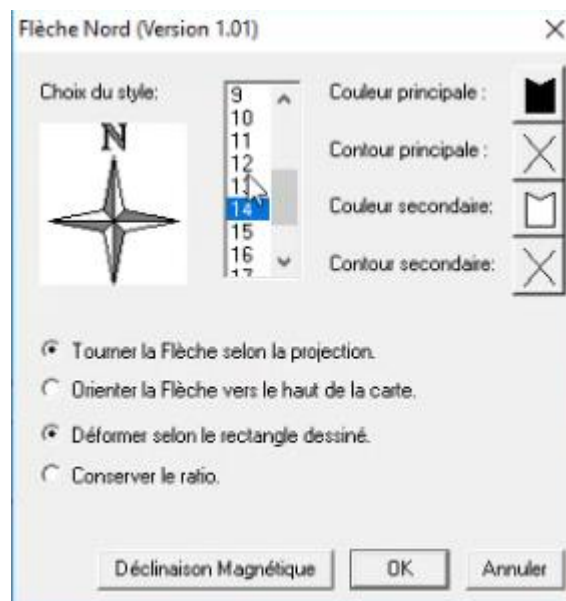 Flèche Nord (Version 1.01)
Choix du style:
N
9
10
11
12
13
14
15
16
17
Couleur principale :
Contour principale :
Couleur secondaire:
Contour secondaire:
Tourner la Flèche selon la projection.
Orienter la Flèche vers le haut de la carte.
Déformer selon le rectangle dessiné.
Conserver le ratio.
Déclinaison Magnétique
OK
Annuler